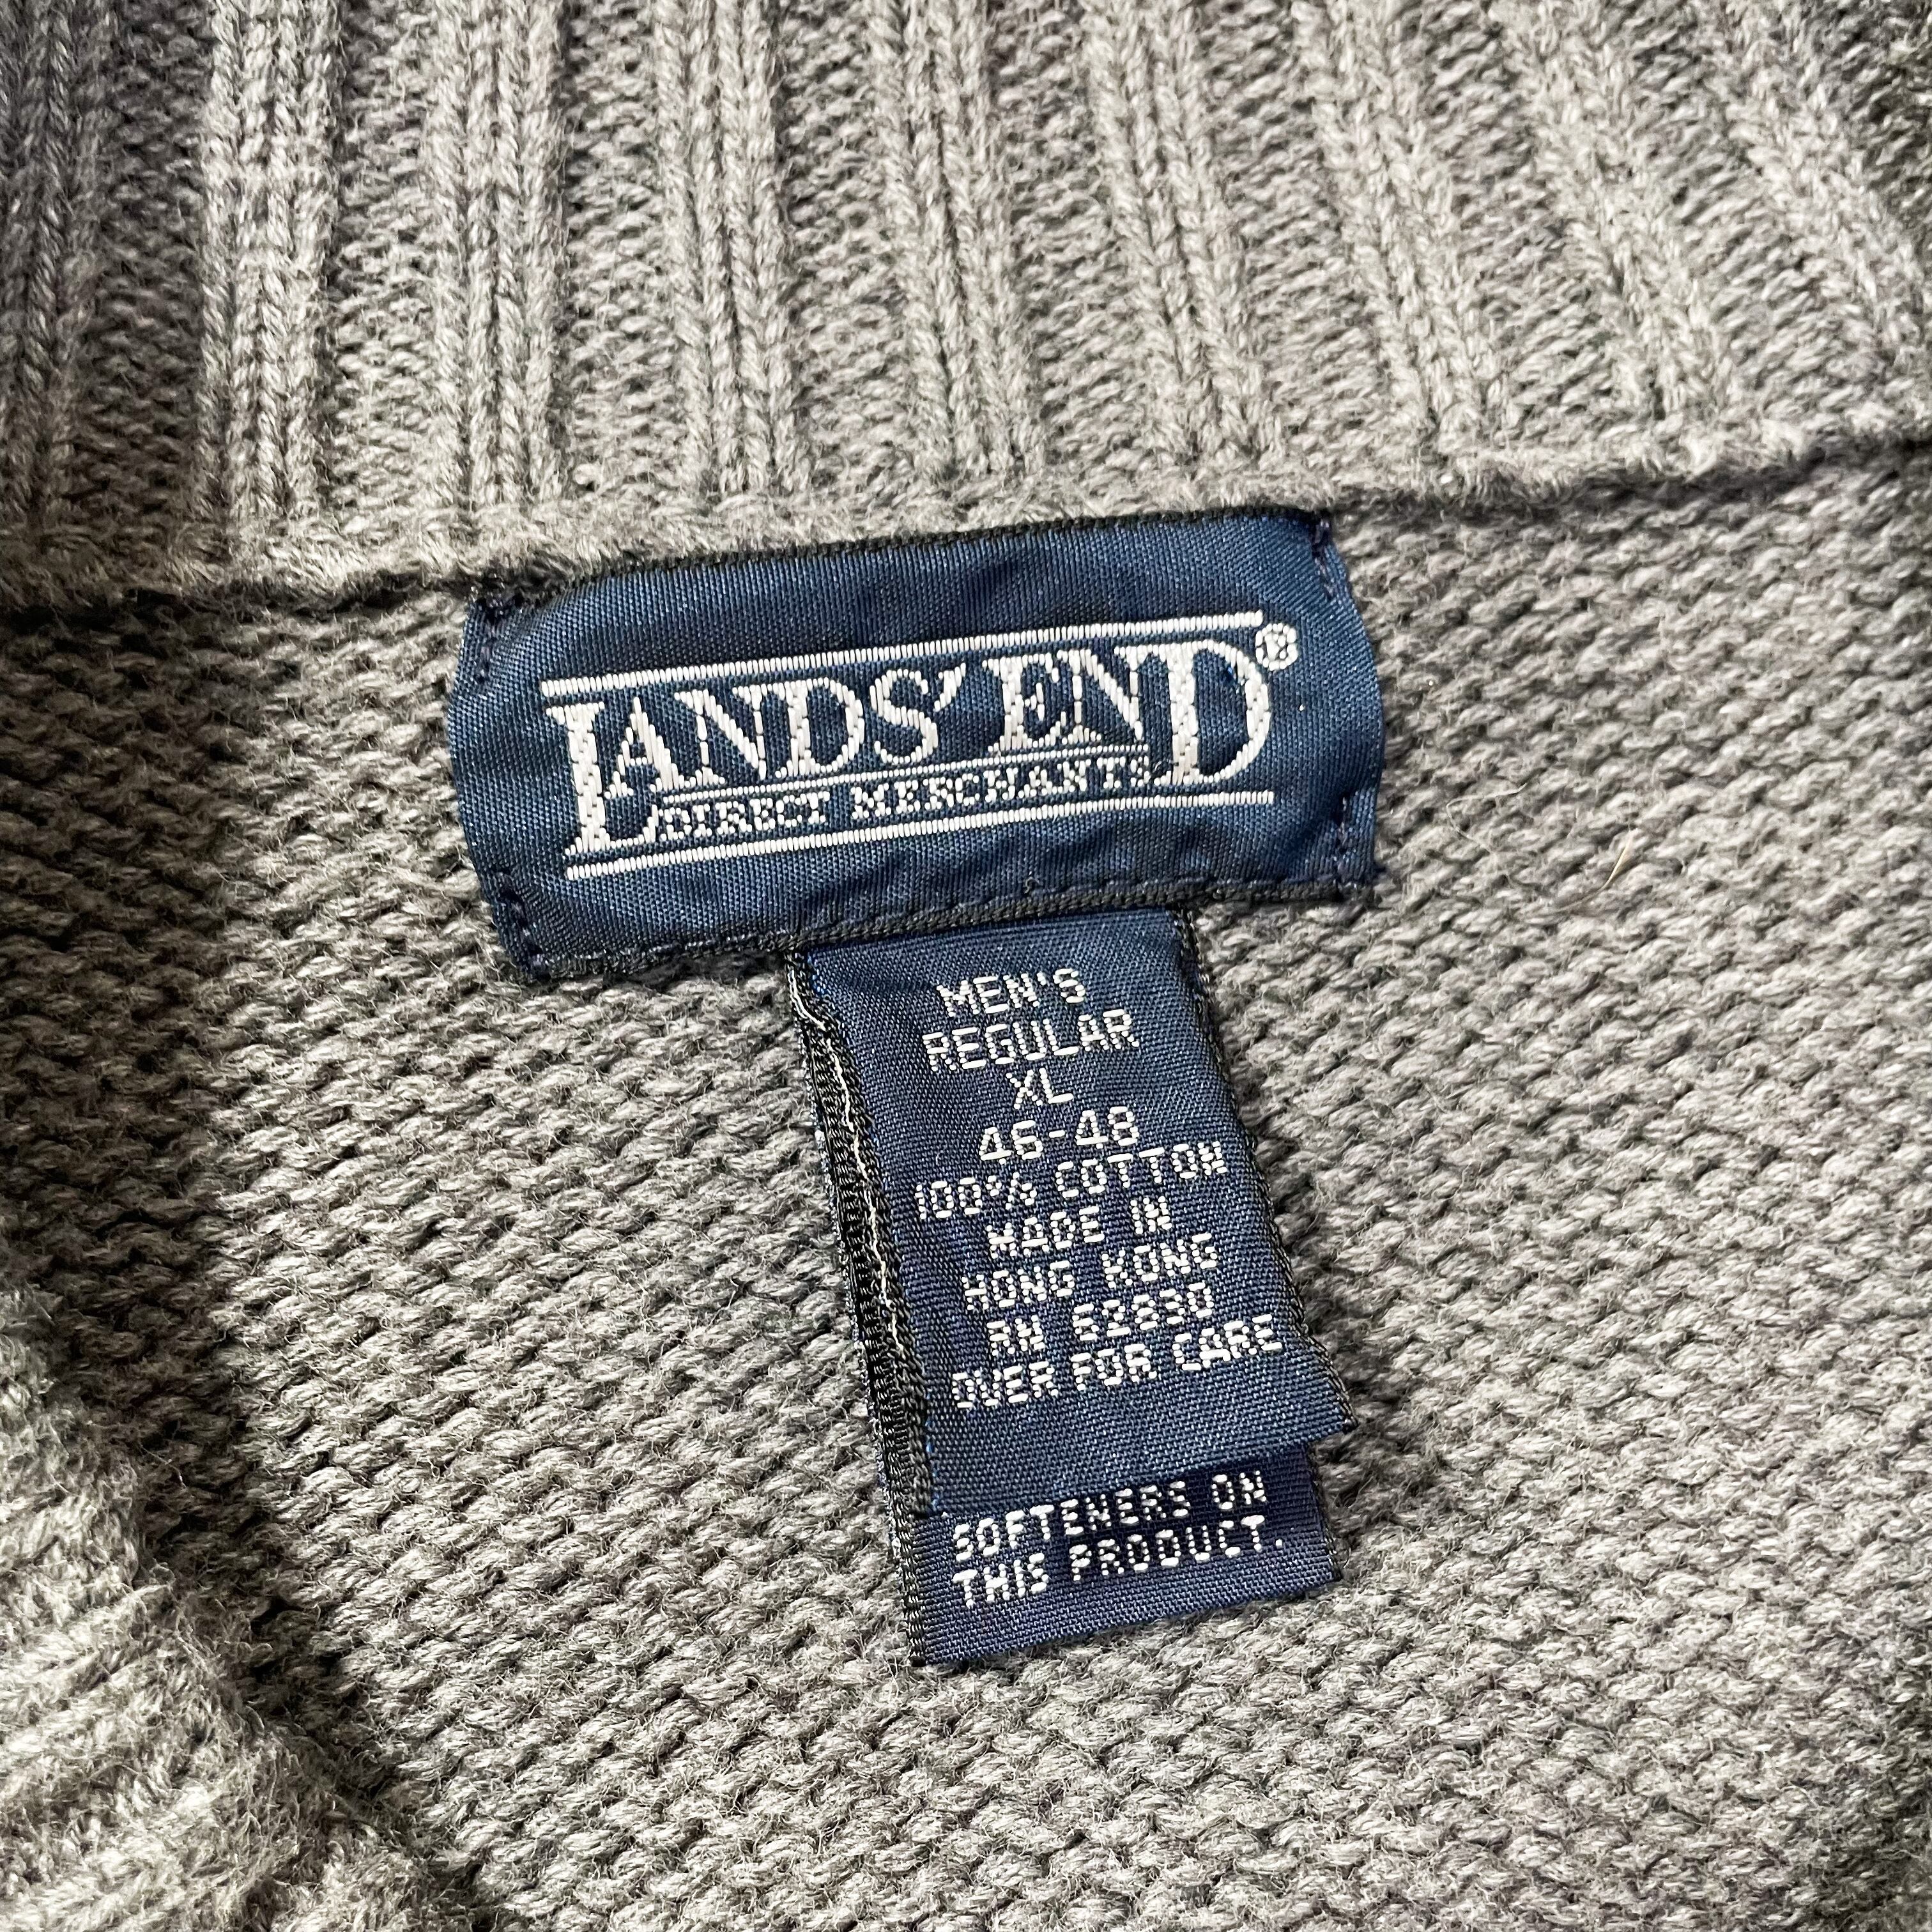 LANDS' END®
DIRECT MERCHANTS
MEN'S
REGULAR
XL
46-48
100% COTTON
MADE IN
HONG KONG
RN 62830
OVER FOR CARE
SOFTENERS ON
THIS PRODUCT.